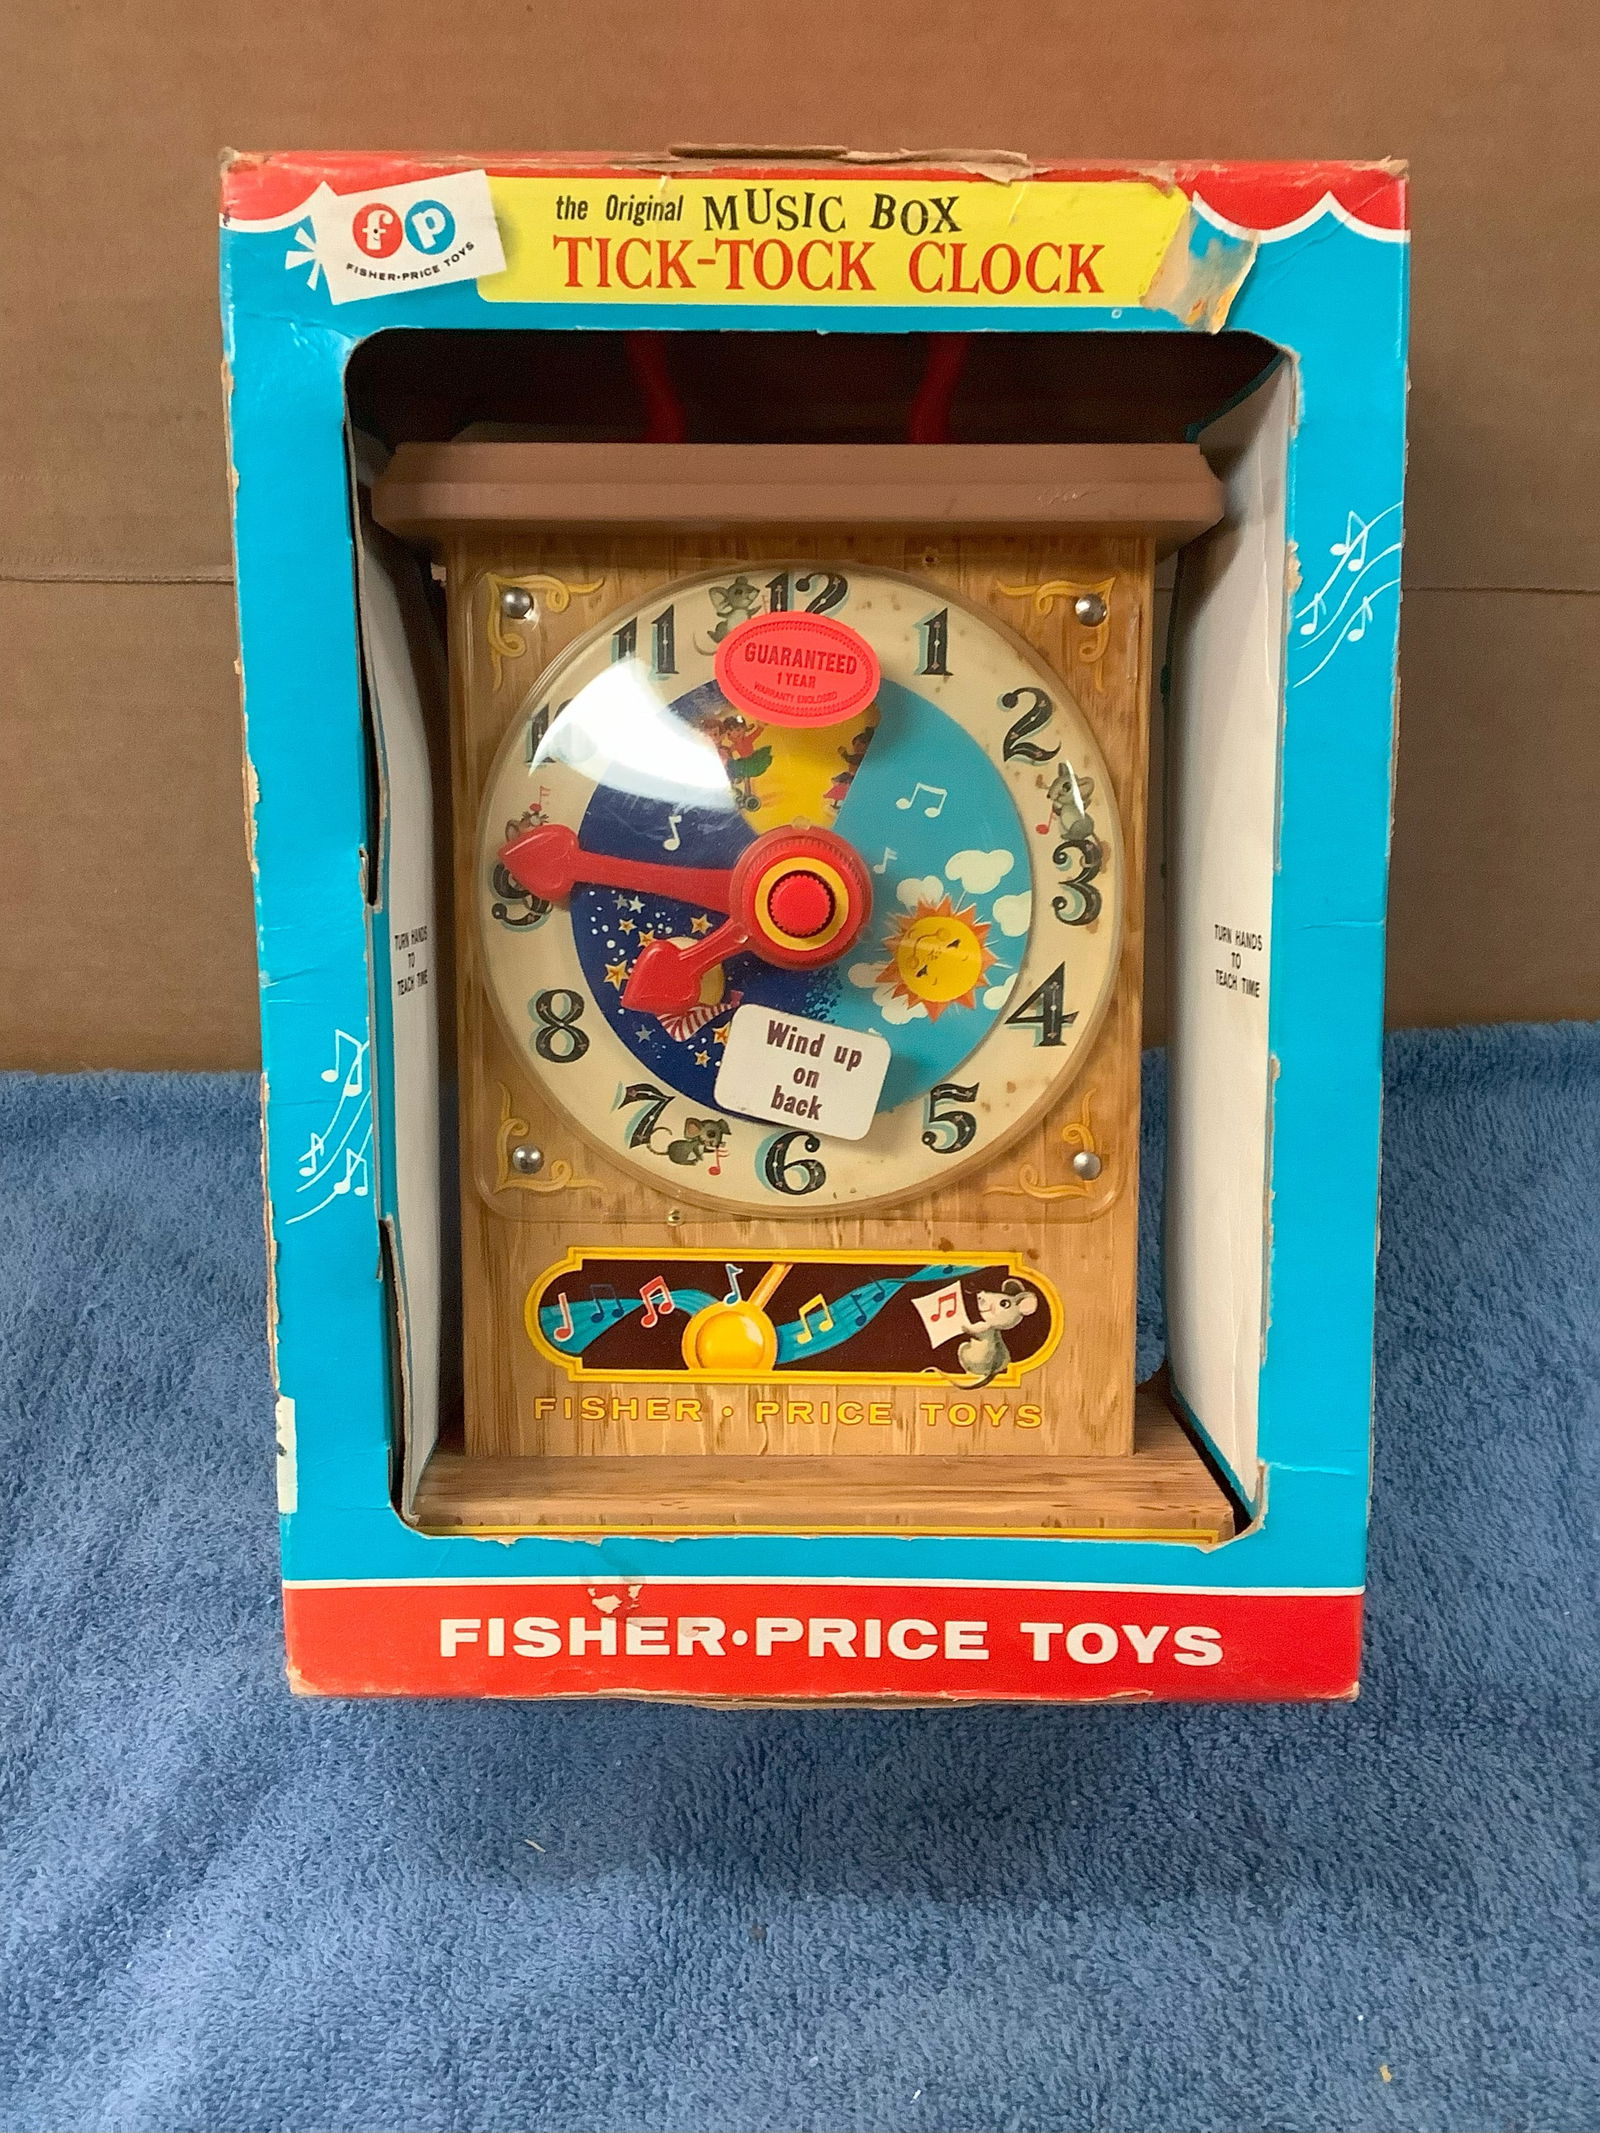 fp
FISHER·PRICE TOYS
the Original MUSIC BOX
TICK-TOCK CLOCK
12
11
1
GUARANTEED
1 YEAR
WARRANTY ENCLOSED
10
2
9
3
TURN HANDS
TO
TEACH TIME
TURN HANDS
TO
TEACH TIME
8
4
Wind up
on
back
7
5
6
FISHER·PRICE TOYS
FISHER·PRICE TOYS